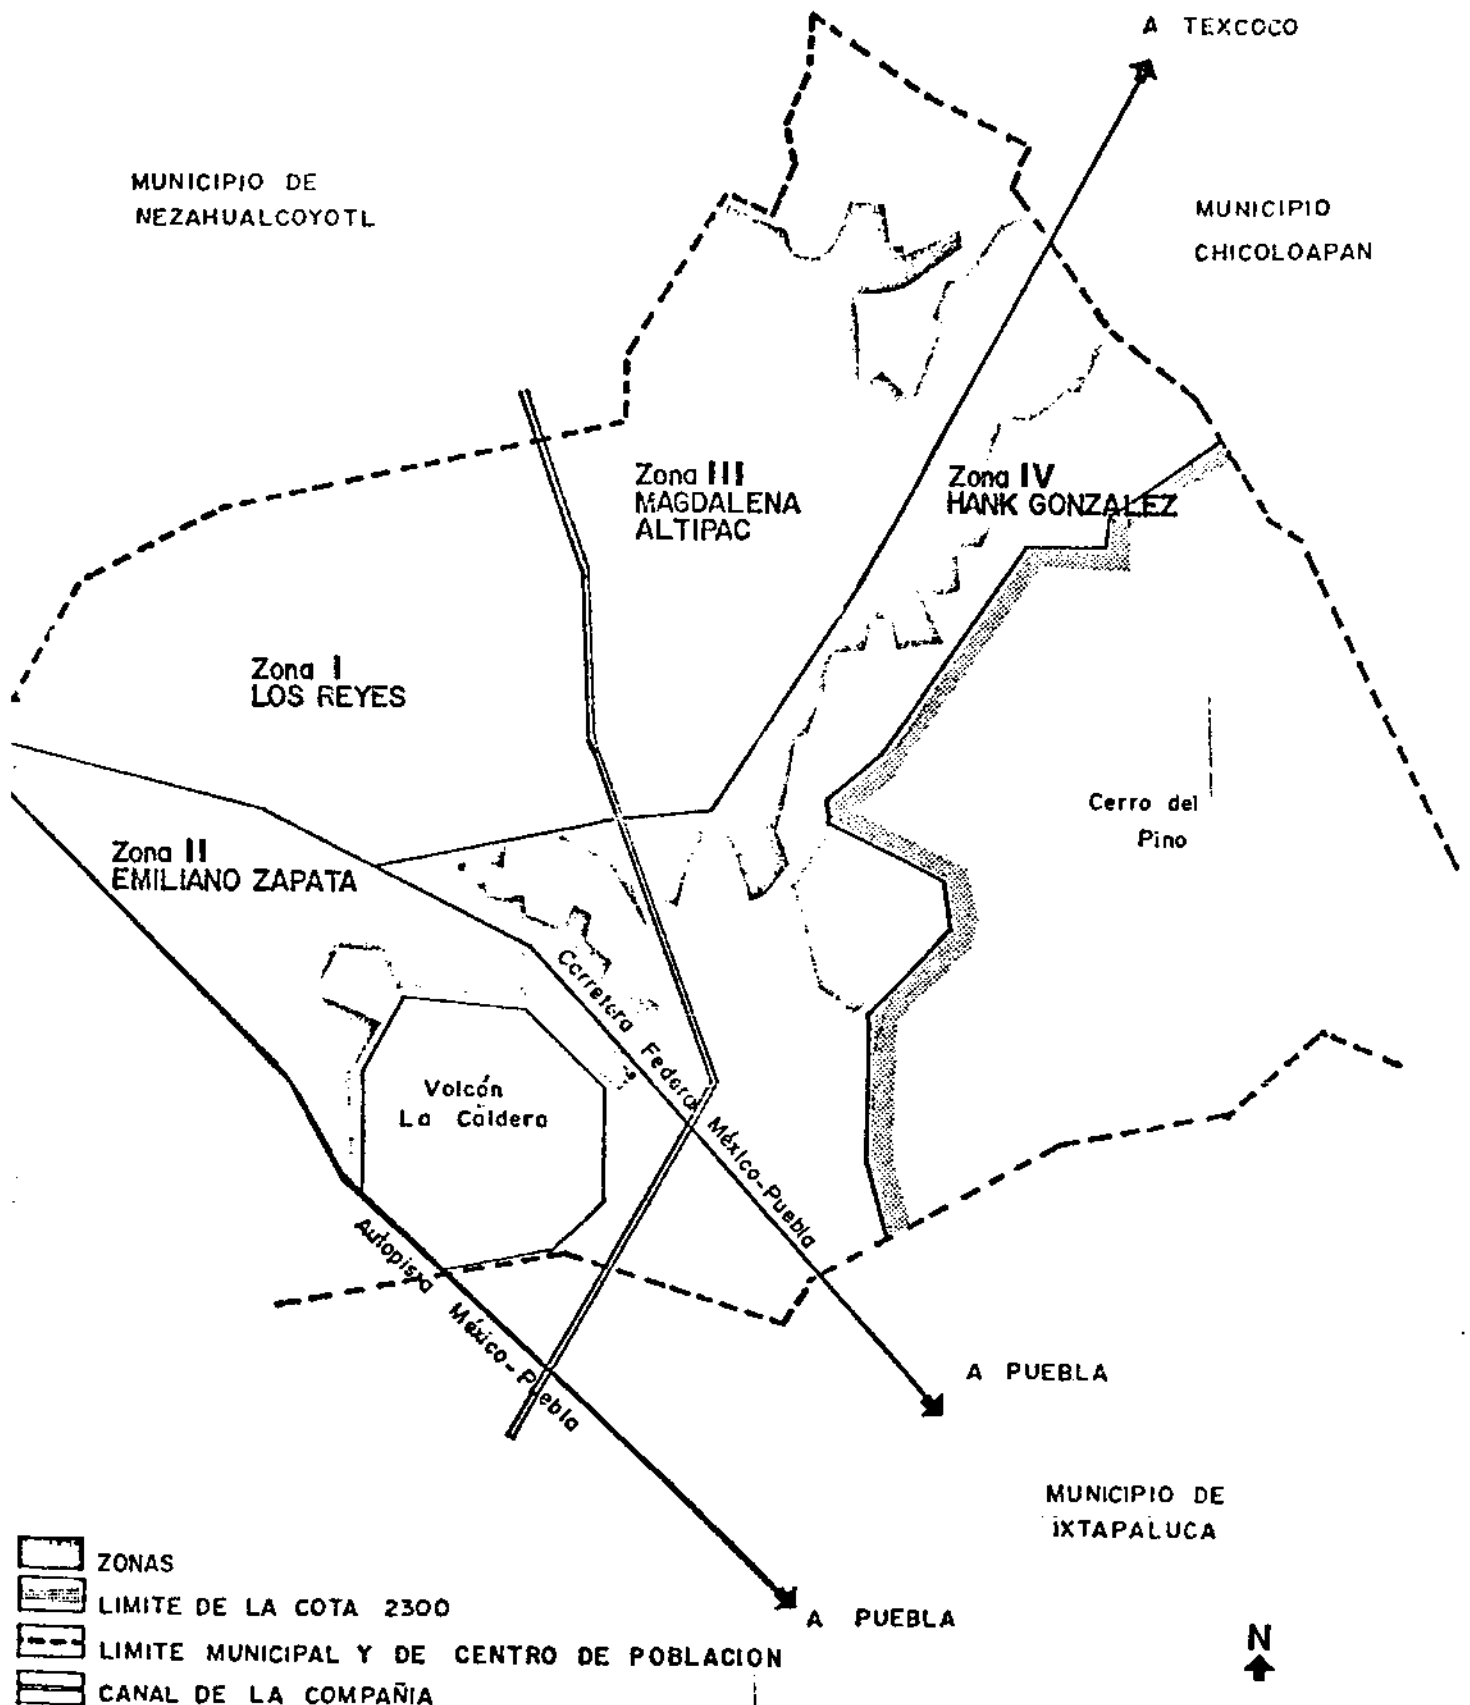 A TEXCOCO
MUNICIPIO DE
NEZAHUALCOYOTL
MUNICIPIO
CHICOLOAPAN
Zona III
MAGDALENA
ALTIPAC
Zona IV
HANK GONZALEZ
Zona I
LOS REYES
Cerro del
Pino
Zona II
EMILIANO ZAPATA
Carretera Federal México-Puebla
Volcán
La Caldera
Autopista México-Puebla
A PUEBLA
MUNICIPIO DE
IXTAPALUCA
A PUEBLA
ZONAS
LIMITE DE LA COTA 2300
LIMITE MUNICIPAL Y DE CENTRO DE POBLACION
CANAL DE LA COMPAÑIA
N